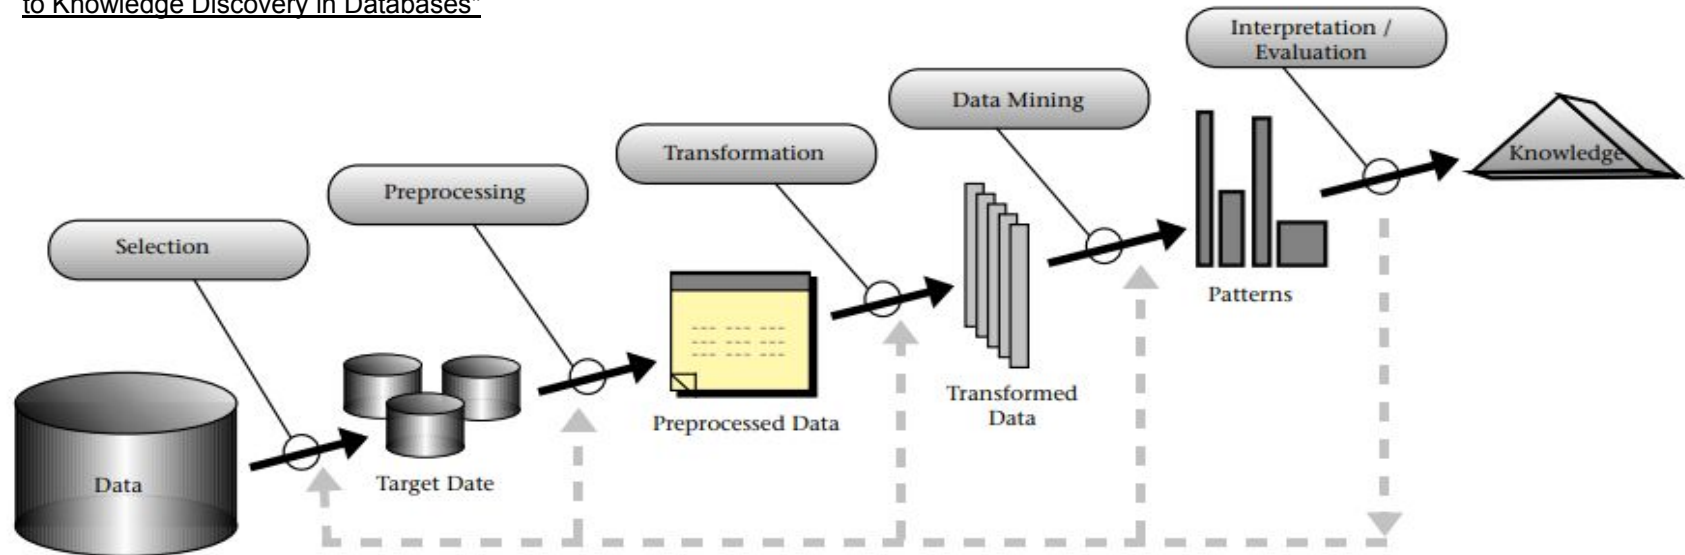 to Knowledge Discovery in Databases"
Interpretation /
Evaluation
Data Mining
Transformation
Preprocessing
Selection
Knowledge
Patterns
Transformed
Data
Preprocessed Data
Target Date
Data